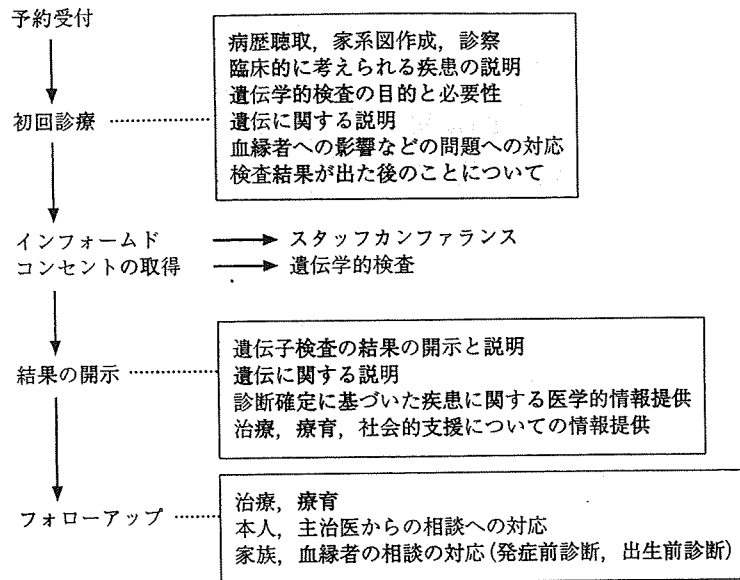 予約受付
病歴聴取，家系図作成，診察
臨床的に考えられる疾患の説明
遺伝学的検査の目的と必要性
初回診療
遺伝に関する説明
血縁者への影響などの問題への対応
検査結果が出た後のことについて
インフォームド
スタッフカンファランス
コンセントの取得
遺伝学的検査
遺伝子検査の結果の開示と説明
結果の開示
遺伝に関する説明
診断確定に基づいた疾患に関する医学的情報提供
治療，療育，社会的支援についての情報提供
治療，療育
フォローアップ
本人，主治医からの相談への対応
家族，血縁者の相談の対応(発症前診断，出生前診断)